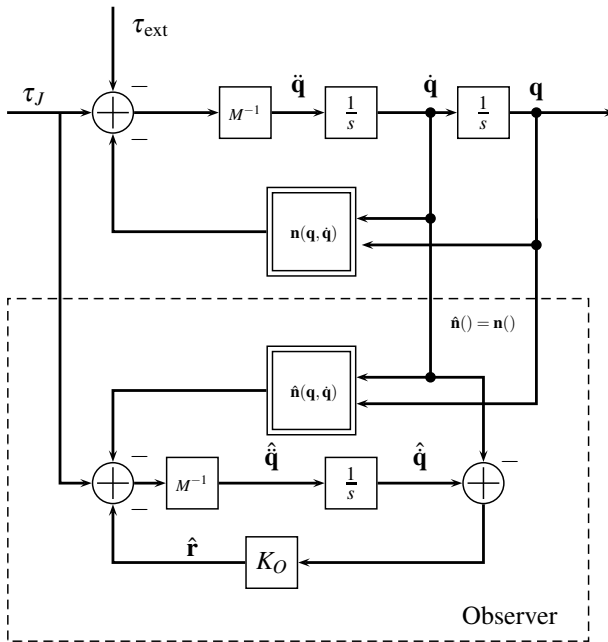 τ_ext
τ_J
−
−
M⁻¹
q̈
1/s
q̇
1/s
q
n(q, q̇)
n̂() = n()
n̂(q, q̇)
−
−
M⁻¹
q̈̂
1/s
q̇̂
−
r̂
K_O
Observer